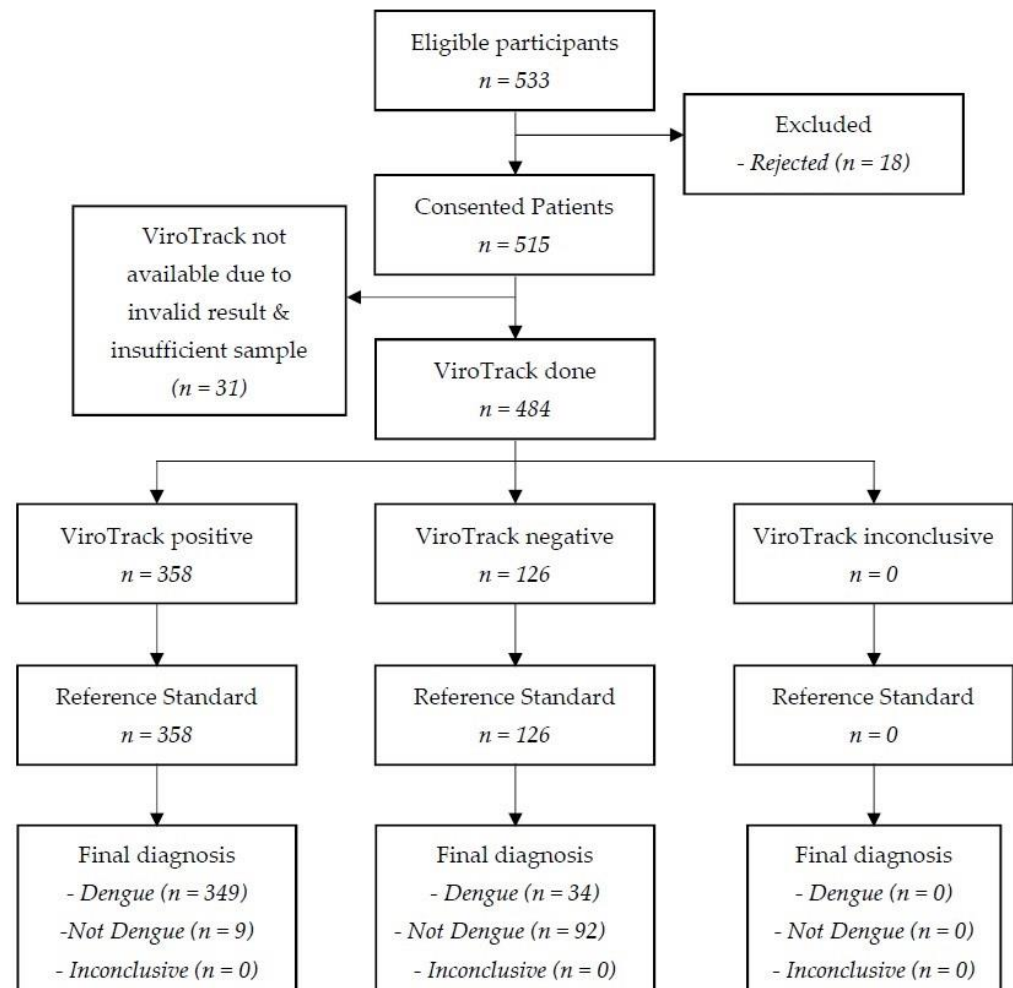 Eligible participants
n = 533
Excluded
- Rejected (n = 18)
Consented Patients
n = 515
ViroTrack not
available due to
invalid result &
insufficient sample
(n = 31)
ViroTrack done
n = 484
ViroTrack positive
n = 358
ViroTrack negative
n = 126
ViroTrack inconclusive
n = 0
Reference Standard
n = 358
Reference Standard
n = 126
Reference Standard
n = 0
Final diagnosis
- Dengue (n = 349)
-Not Dengue (n = 9)
- Inconclusive (n = 0)
Final diagnosis
- Dengue (n = 34)
- Not Dengue (n = 92)
- Inconclusive (n = 0)
Final diagnosis
- Dengue (n = 0)
- Not Dengue (n = 0)
- Inconclusive (n = 0)